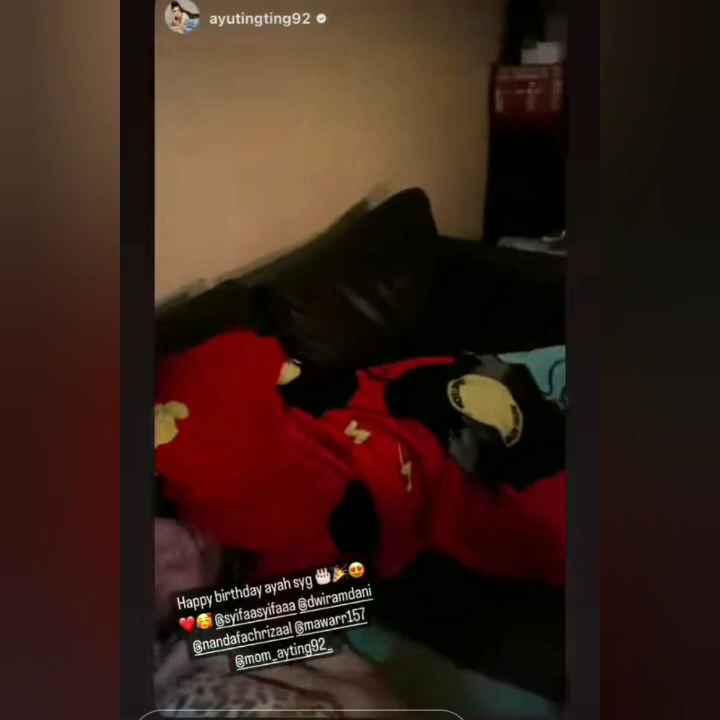 ayutingting92
Happy birthday ayah syg 🎂🎉😍
❤️🥰 @syifaasyifaaa @dwiramdani
@nandafachrizaal @mawarr157
@mom_ayting92_